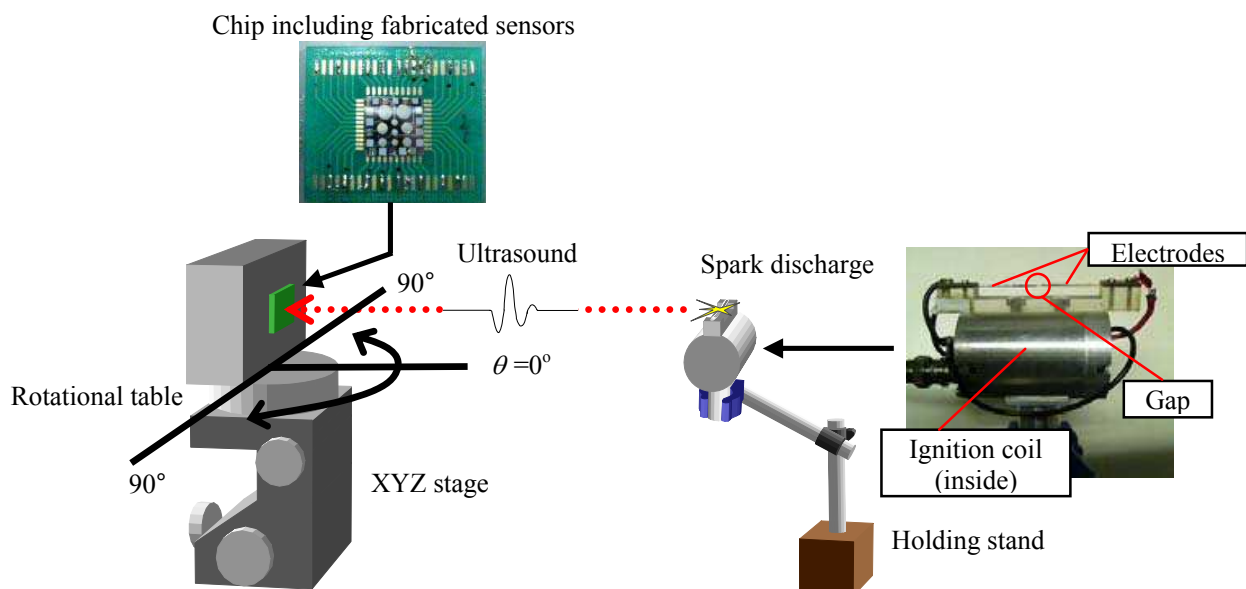 Chip including fabricated sensors
Ultrasound
Spark discharge
Electrodes
90°
θ =0°
Rotational table
Gap
Ignition coil
(inside)
90°
XYZ stage
Holding stand